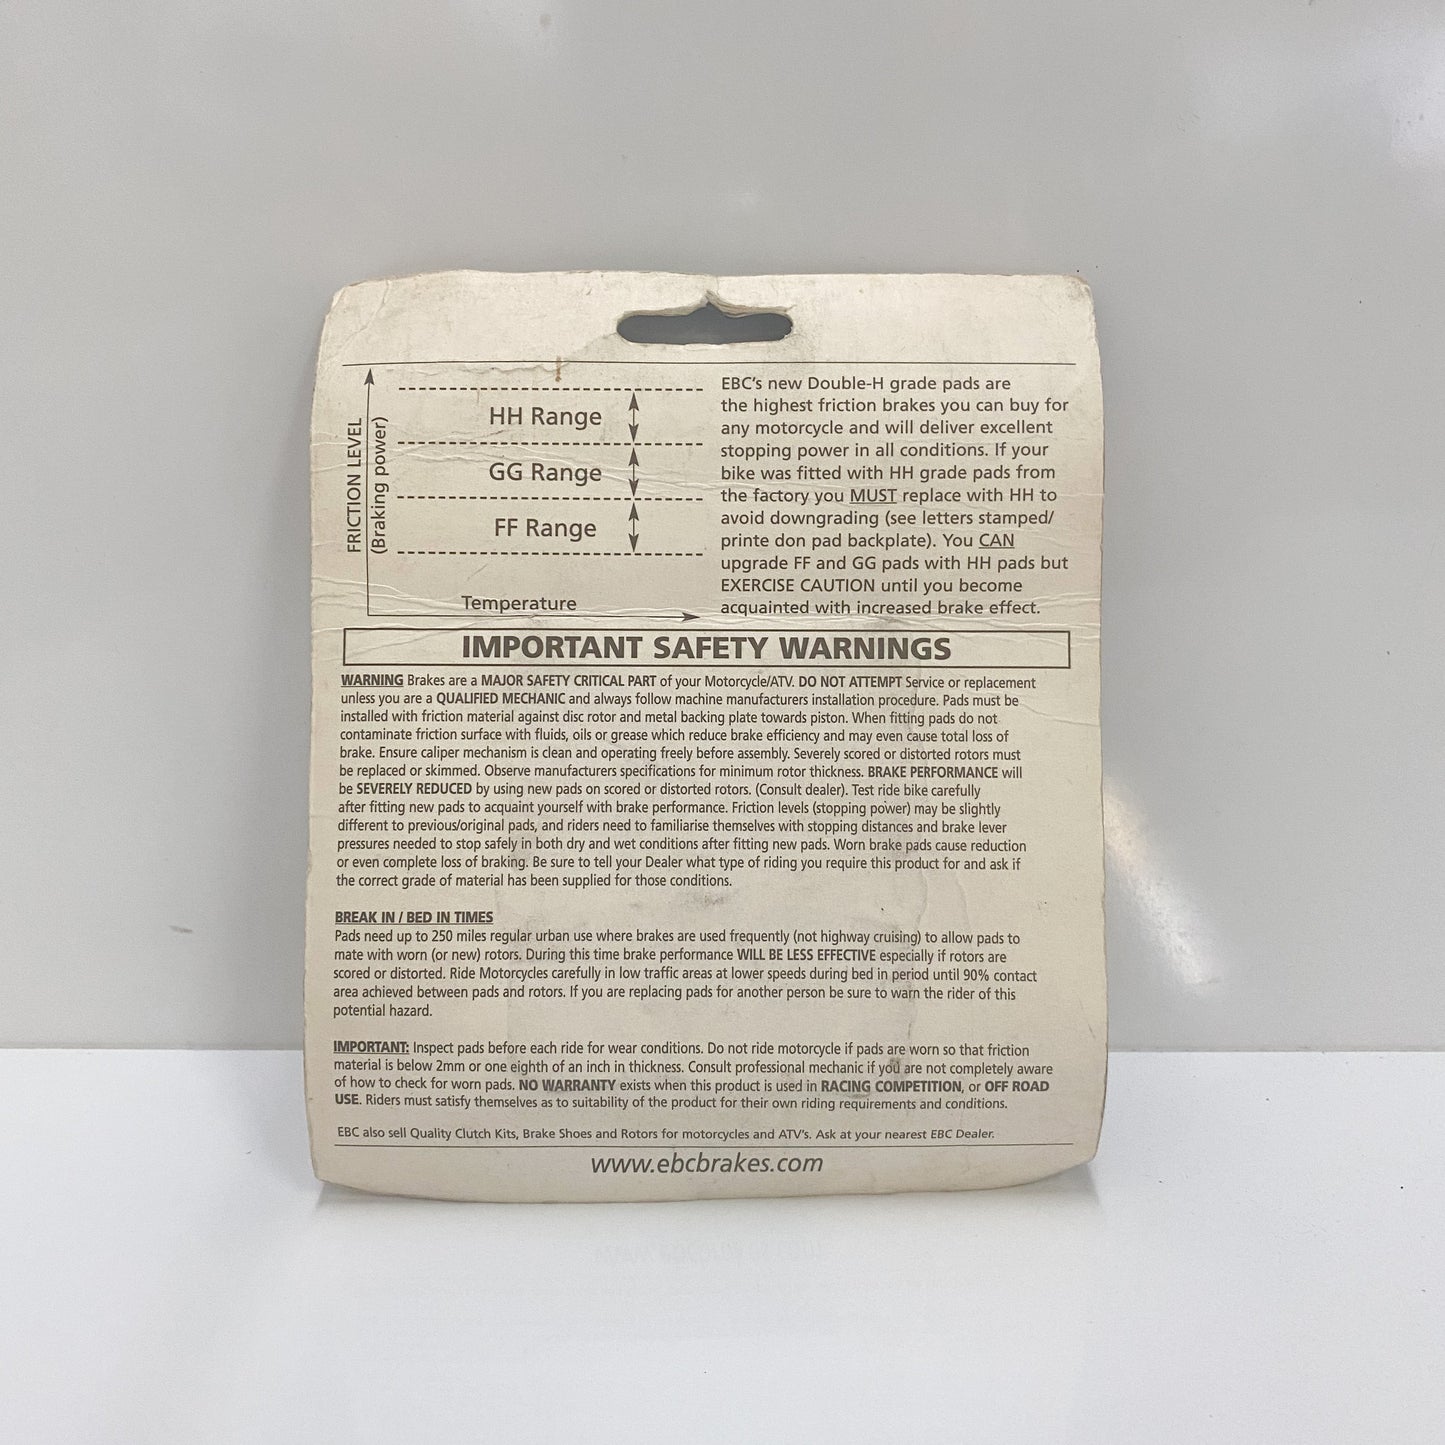 FRICTION LEVEL
(Braking power)
HH Range
GG Range
FF Range
Temperature
EBC's new Double-H grade pads are
the highest friction brakes you can buy for
any motorcycle and will deliver excellent
stopping power in all conditions. If your
bike was fitted with HH grade pads from
the factory you MUST replace with HH to
avoid downgrading (see letters stamped/
printe don pad backplate). You CAN
upgrade FF and GG pads with HH pads but
EXERCISE CAUTION until you become
acquainted with increased brake effect.
IMPORTANT SAFETY WARNINGS
WARNING Brakes are a MAJOR SAFETY CRITICAL PART of your Motorcycle/ATV. DO NOT ATTEMPT Service or replacement
unless you are a QUALIFIED MECHANIC and always follow machine manufacturers installation procedure. Pads must be
installed with friction material against disc rotor and metal backing plate towards piston. When fitting pads do not
contaminate friction surface with fluids, oils or grease which reduce brake efficiency and may even cause total loss of
brake. Ensure caliper mechanism is clean and operating freely before assembly. Severely scored or distorted rotors must
be replaced or skimmed. Observe manufacturers specifications for minimum rotor thickness. BRAKE PERFORMANCE will
be SEVERELY REDUCED by using new pads on scored or distorted rotors. (Consult dealer). Test ride bike carefully
after fitting new pads to acquaint yourself with brake performance. Friction levels (stopping power) may be slightly
different to previous/original pads, and riders need to familiarise themselves with stopping distances and brake lever
pressures needed to stop safely in both dry and wet conditions after fitting new pads. Worn brake pads cause reduction
or even complete loss of braking. Be sure to tell your Dealer what type of riding you require this product for and ask if
the correct grade of material has been supplied for those conditions.
BREAK IN / BED IN TIMES
Pads need up to 250 miles regular urban use where brakes are used frequently (not highway cruising) to allow pads to
mate with worn (or new) rotors. During this time brake performance WILL BE LESS EFFECTIVE especially if rotors are
scored or distorted. Ride Motorcycles carefully in low traffic areas at lower speeds during bed in period until 90% contact
area achieved between pads and rotors. If you are replacing pads for another person be sure to warn the rider of this
potential hazard.
IMPORTANT: Inspect pads before each ride for wear conditions. Do not ride motorcycle if pads are worn so that friction
material is below 2mm or one eighth of an inch in thickness. Consult professional mechanic if you are not completely aware
of how to check for worn pads. NO WARRANTY exists when this product is used in RACING COMPETITION, or OFF ROAD
USE. Riders must satisfy themselves as to suitability of the product for their own riding requirements and conditions.
EBC also sell Quality Clutch Kits, Brake Shoes and Rotors for motorcycles and ATV's. Ask at your nearest EBC Dealer.
www.ebcbrakes.com